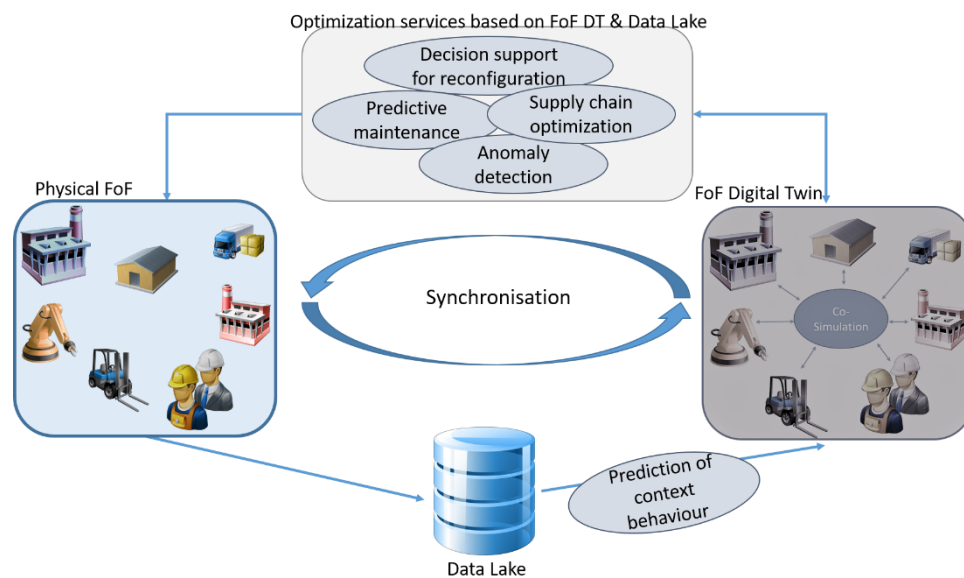 Optimization services based on FoF DT & Data Lake
Decision support
for reconfiguration
Predictive
maintenance
Supply chain
optimization
Anomaly
detection
Physical FoF
FoF Digital Twin
Synchronisation
Co-
Simulation
Prediction of
context
behaviour
Data Lake